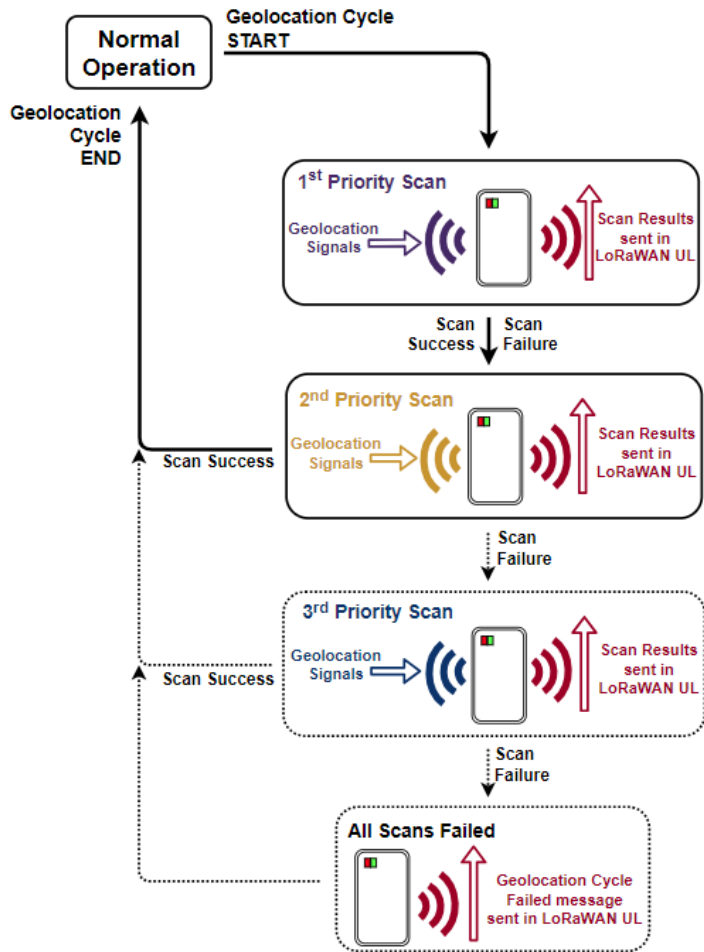 Normal
Operation
Geolocation Cycle
START
Geolocation
Cycle
END
1st Priority Scan
Geolocation
Signals
Scan Results
sent in
LoRaWAN UL
Scan
Success
Scan
Failure
2nd Priority Scan
Geolocation
Signals
Scan Results
sent in
LoRaWAN UL
Scan Success
Scan
Failure
3rd Priority Scan
Geolocation
Signals
Scan Results
sent in
LoRaWAN UL
Scan Success
Scan
Failure
All Scans Failed
Geolocation Cycle
Failed message
sent in LoRaWAN UL